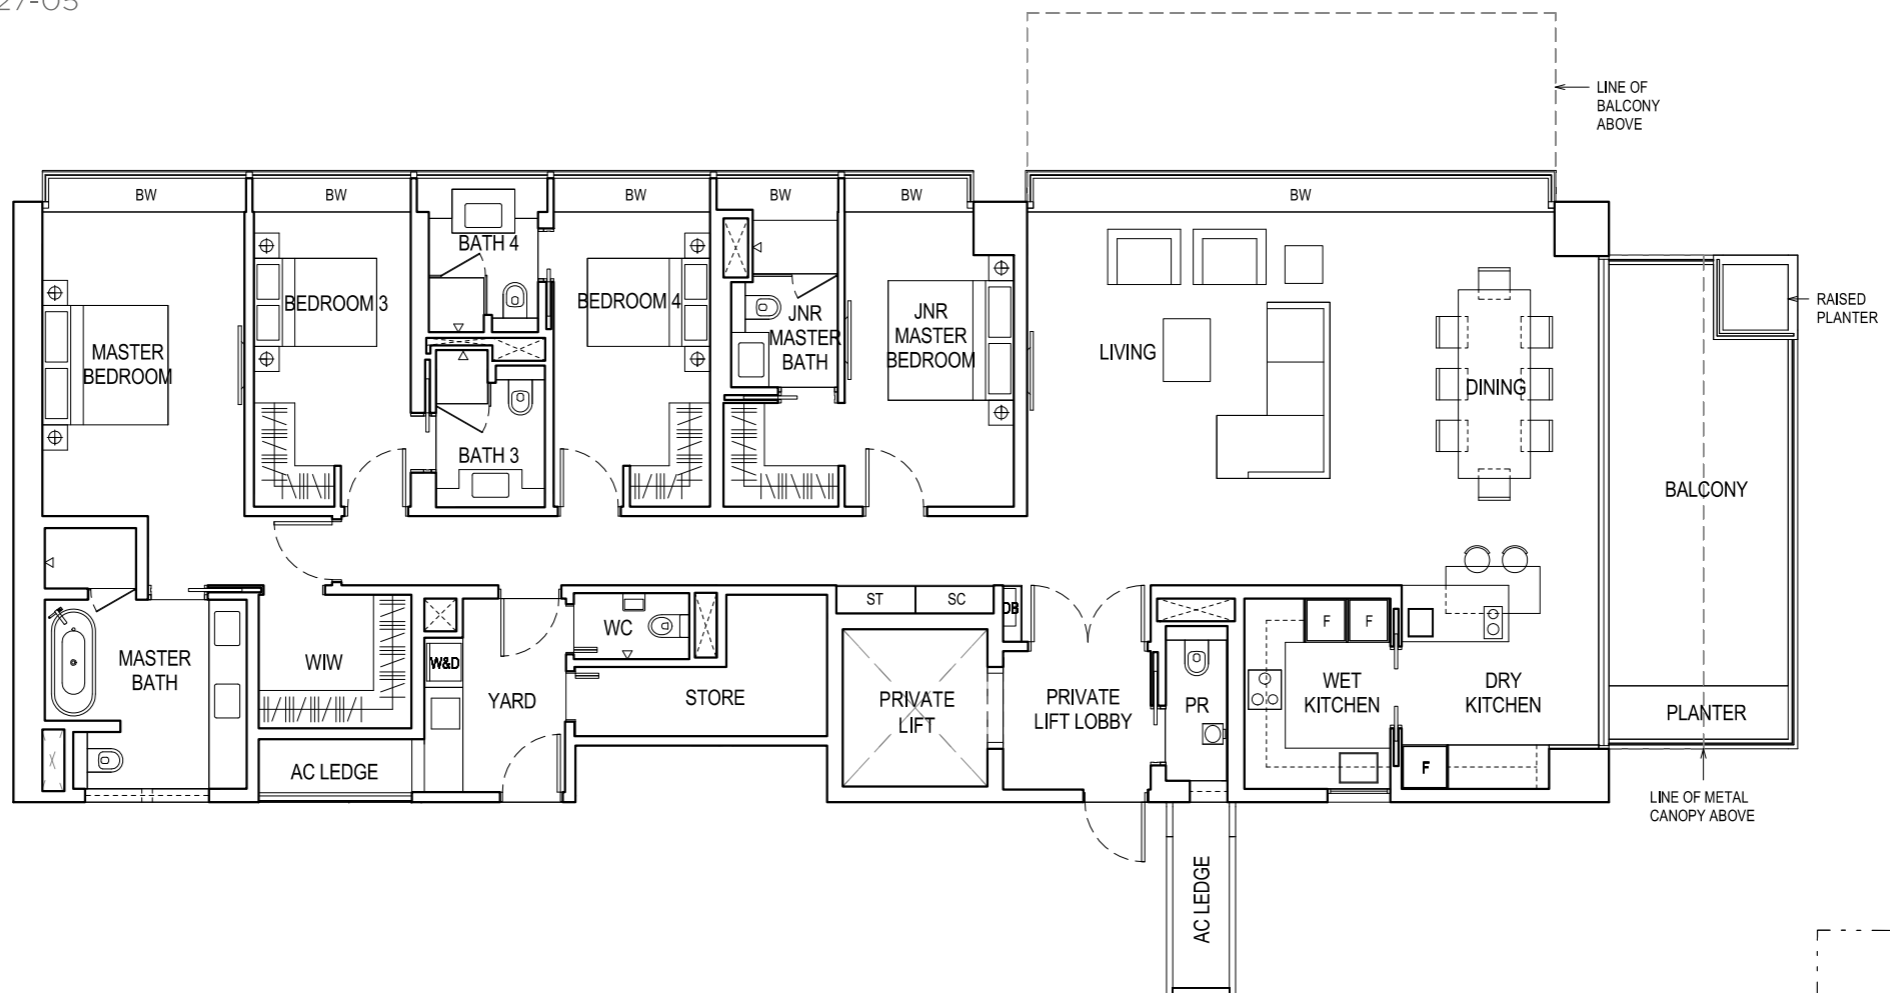 27-05
LINE OF
BALCONY
ABOVE
BW
BW
BW
BW
BW
BW
BATH 4
BEDROOM 3
BEDROOM 4
JNR
MASTER
BATH
JNR
MASTER
BEDROOM
RAISED
PLANTER
MASTER
BEDROOM
LIVING
DINING
BATH 3
BALCONY
ST
SC
DB
WC
MASTER
BATH
WIW
W&D
YARD
STORE
PRIVATE
LIFT
PRIVATE
LIFT LOBBY
PR
F
F
WET
KITCHEN
DRY
KITCHEN
PLANTER
AC LEDGE
F
LINE OF METAL
CANOPY ABOVE
AC LEDGE